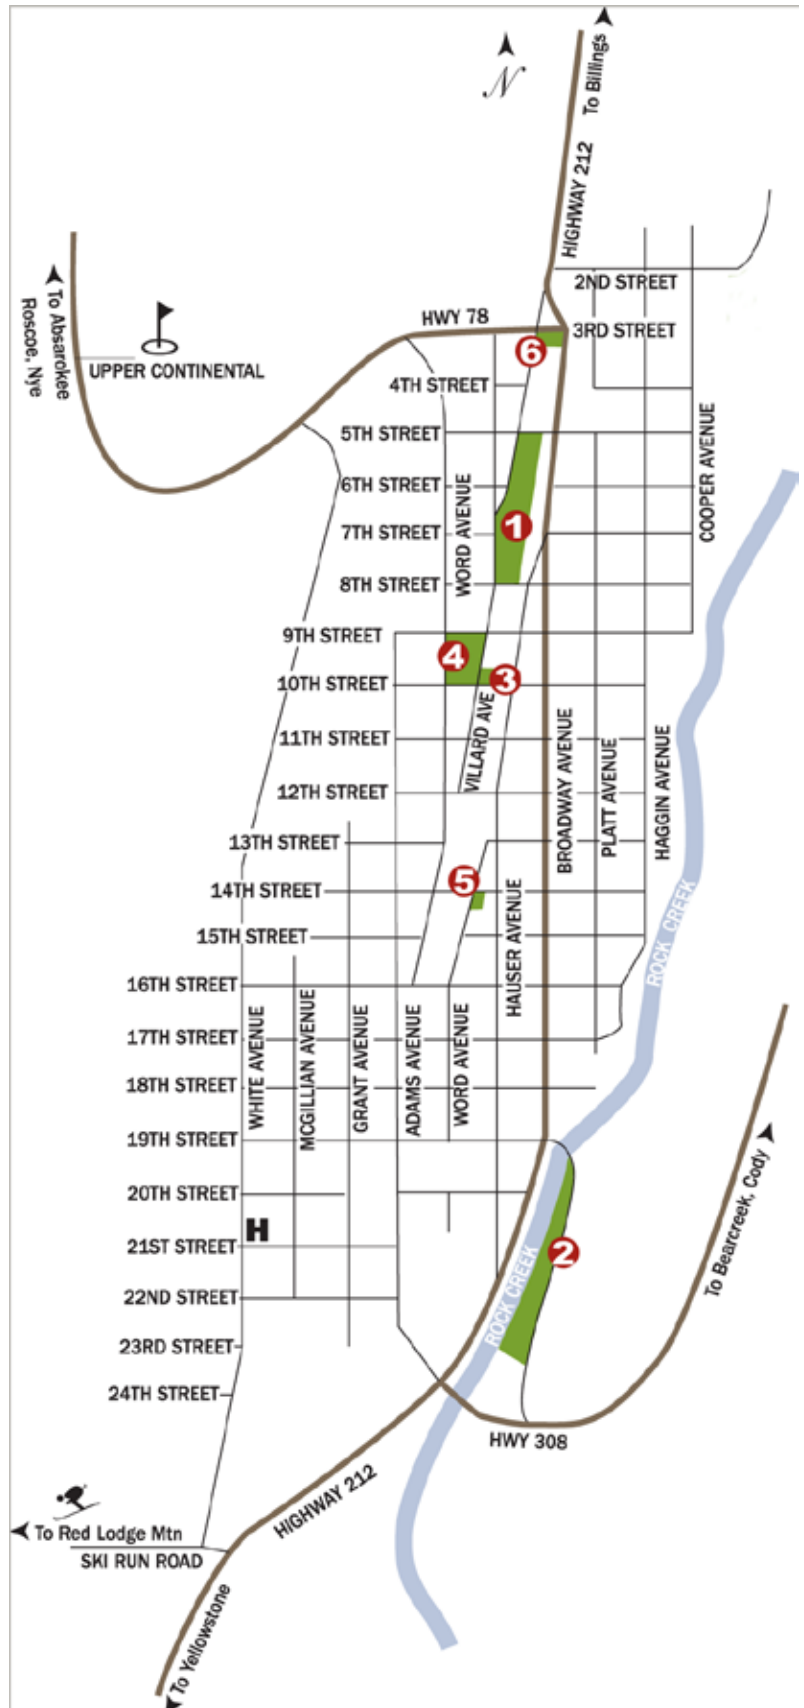 To Billings
N
HIGHWAY 212
2ND STREET
To Absarokee
Roscoe, Nye
HWY 78
3RD STREET
6
UPPER CONTINENTAL
4TH STREET
5TH STREET
COOPER AVENUE
6TH STREET
WORD AVENUE
1
7TH STREET
8TH STREET
9TH STREET
4
3
10TH STREET
VILLARD AVE
11TH STREET
BROADWAY AVENUE
PLATT AVENUE
HAGGIN AVENUE
12TH STREET
13TH STREET
5
14TH STREET
HAUSER AVENUE
ROCK CREEK
15TH STREET
16TH STREET
WHITE AVENUE
MCGILLIAN AVENUE
GRANT AVENUE
ADAMS AVENUE
WORD AVENUE
17TH STREET
18TH STREET
19TH STREET
20TH STREET
H
21ST STREET
2
To Bearcreek, Cody
ROCK CREEK
22ND STREET
23RD STREET
24TH STREET
HWY 308
HIGHWAY 212
To Red Lodge Mtn
SKI RUN ROAD
To Yellowstone